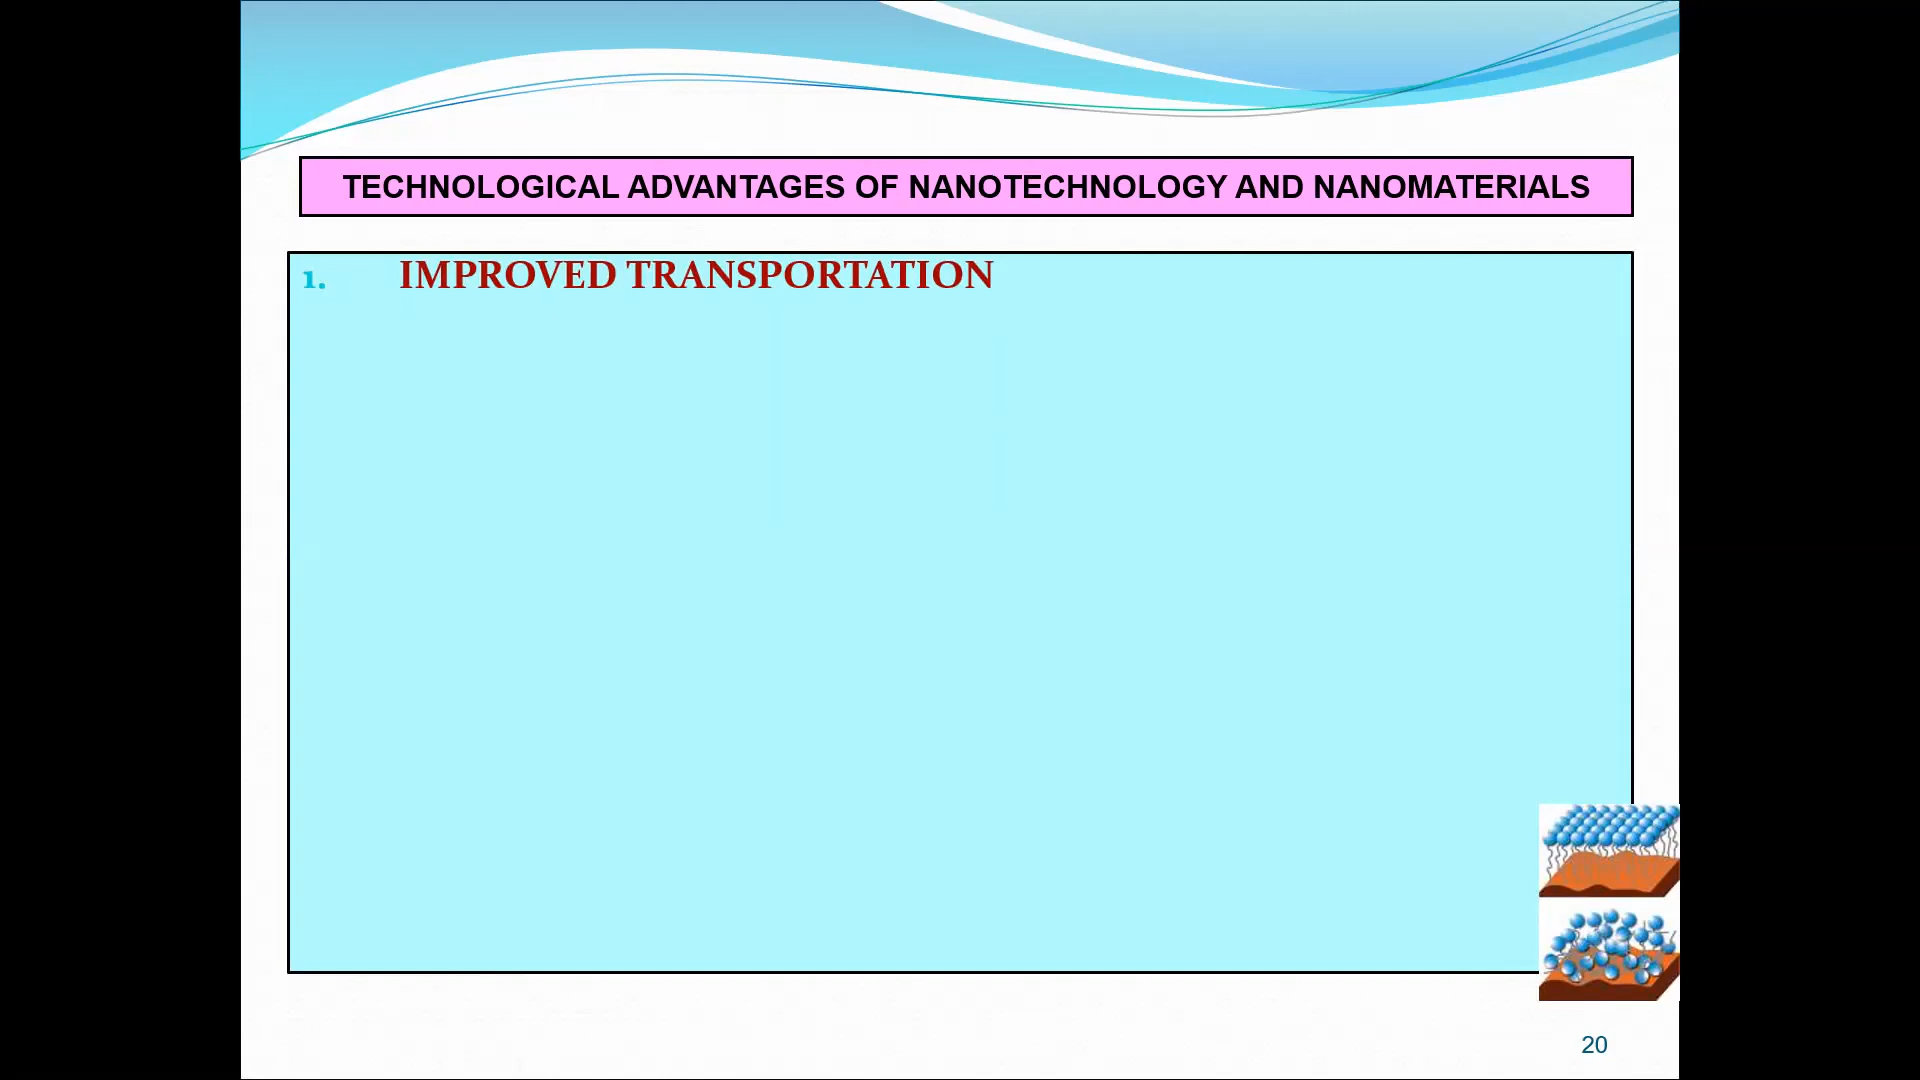 TECHNOLOGICAL ADVANTAGES OF NANOTECHNOLOGY AND NANOMATERIALS
1. IMPROVED TRANSPORTATION
20